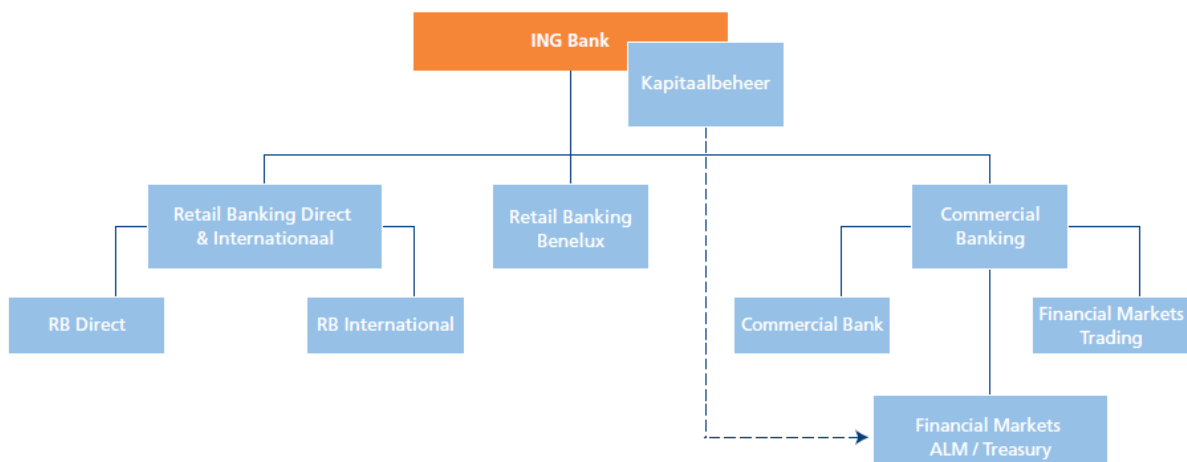 ING Bank
Kapitaalbeheer
Retail Banking Direct
& Internationaal
Retail Banking
Benelux
Commercial
Banking
RB Direct
RB International
Commercial Bank
Financial Markets
Trading
Financial Markets
ALM / Treasury